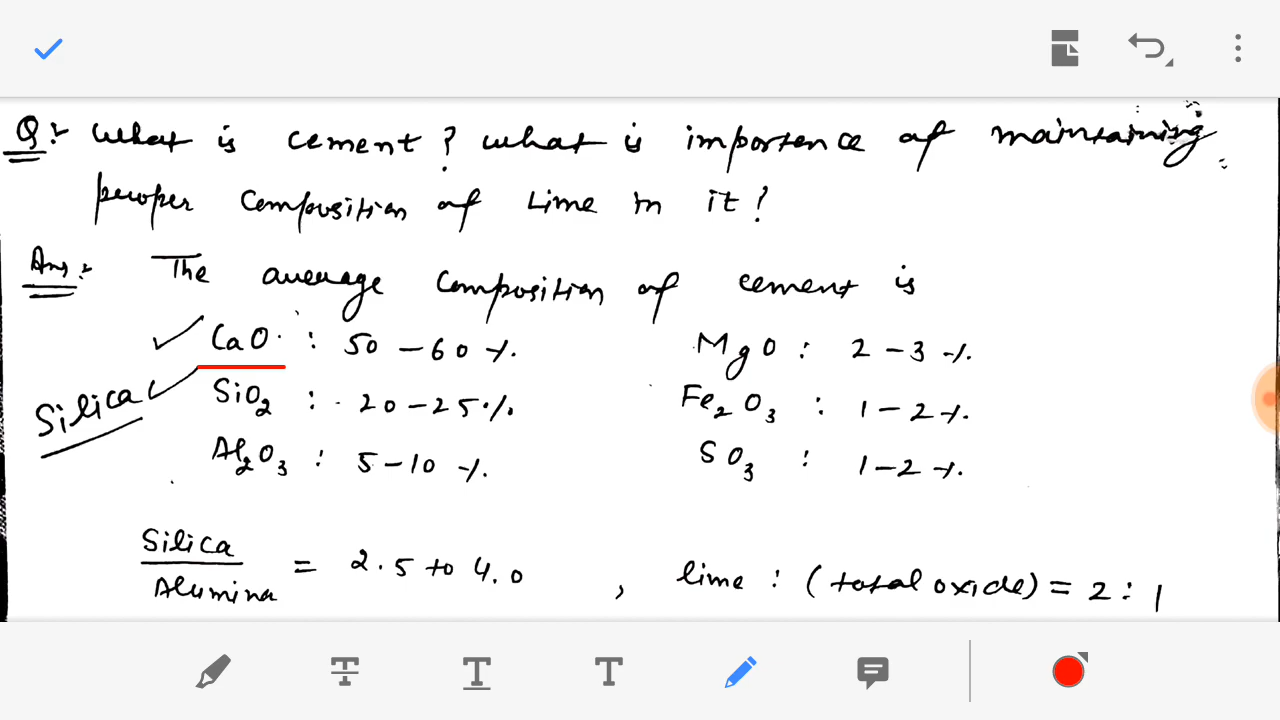 Q:- What is cement? what is importence of maintaining
proper composition of Lime in it?
Ans:- The average composition of cement is
CaO : 50-60%. MgO : 2-3%.
Silica SiO2 : 20-25% Fe2O3 : 1-2%.
Al2O3 : 5-10%. SO3 : 1-2%.
Silica
Alumina = 2.5 to 4.0 , lime : (total oxide) = 2:1
T T T